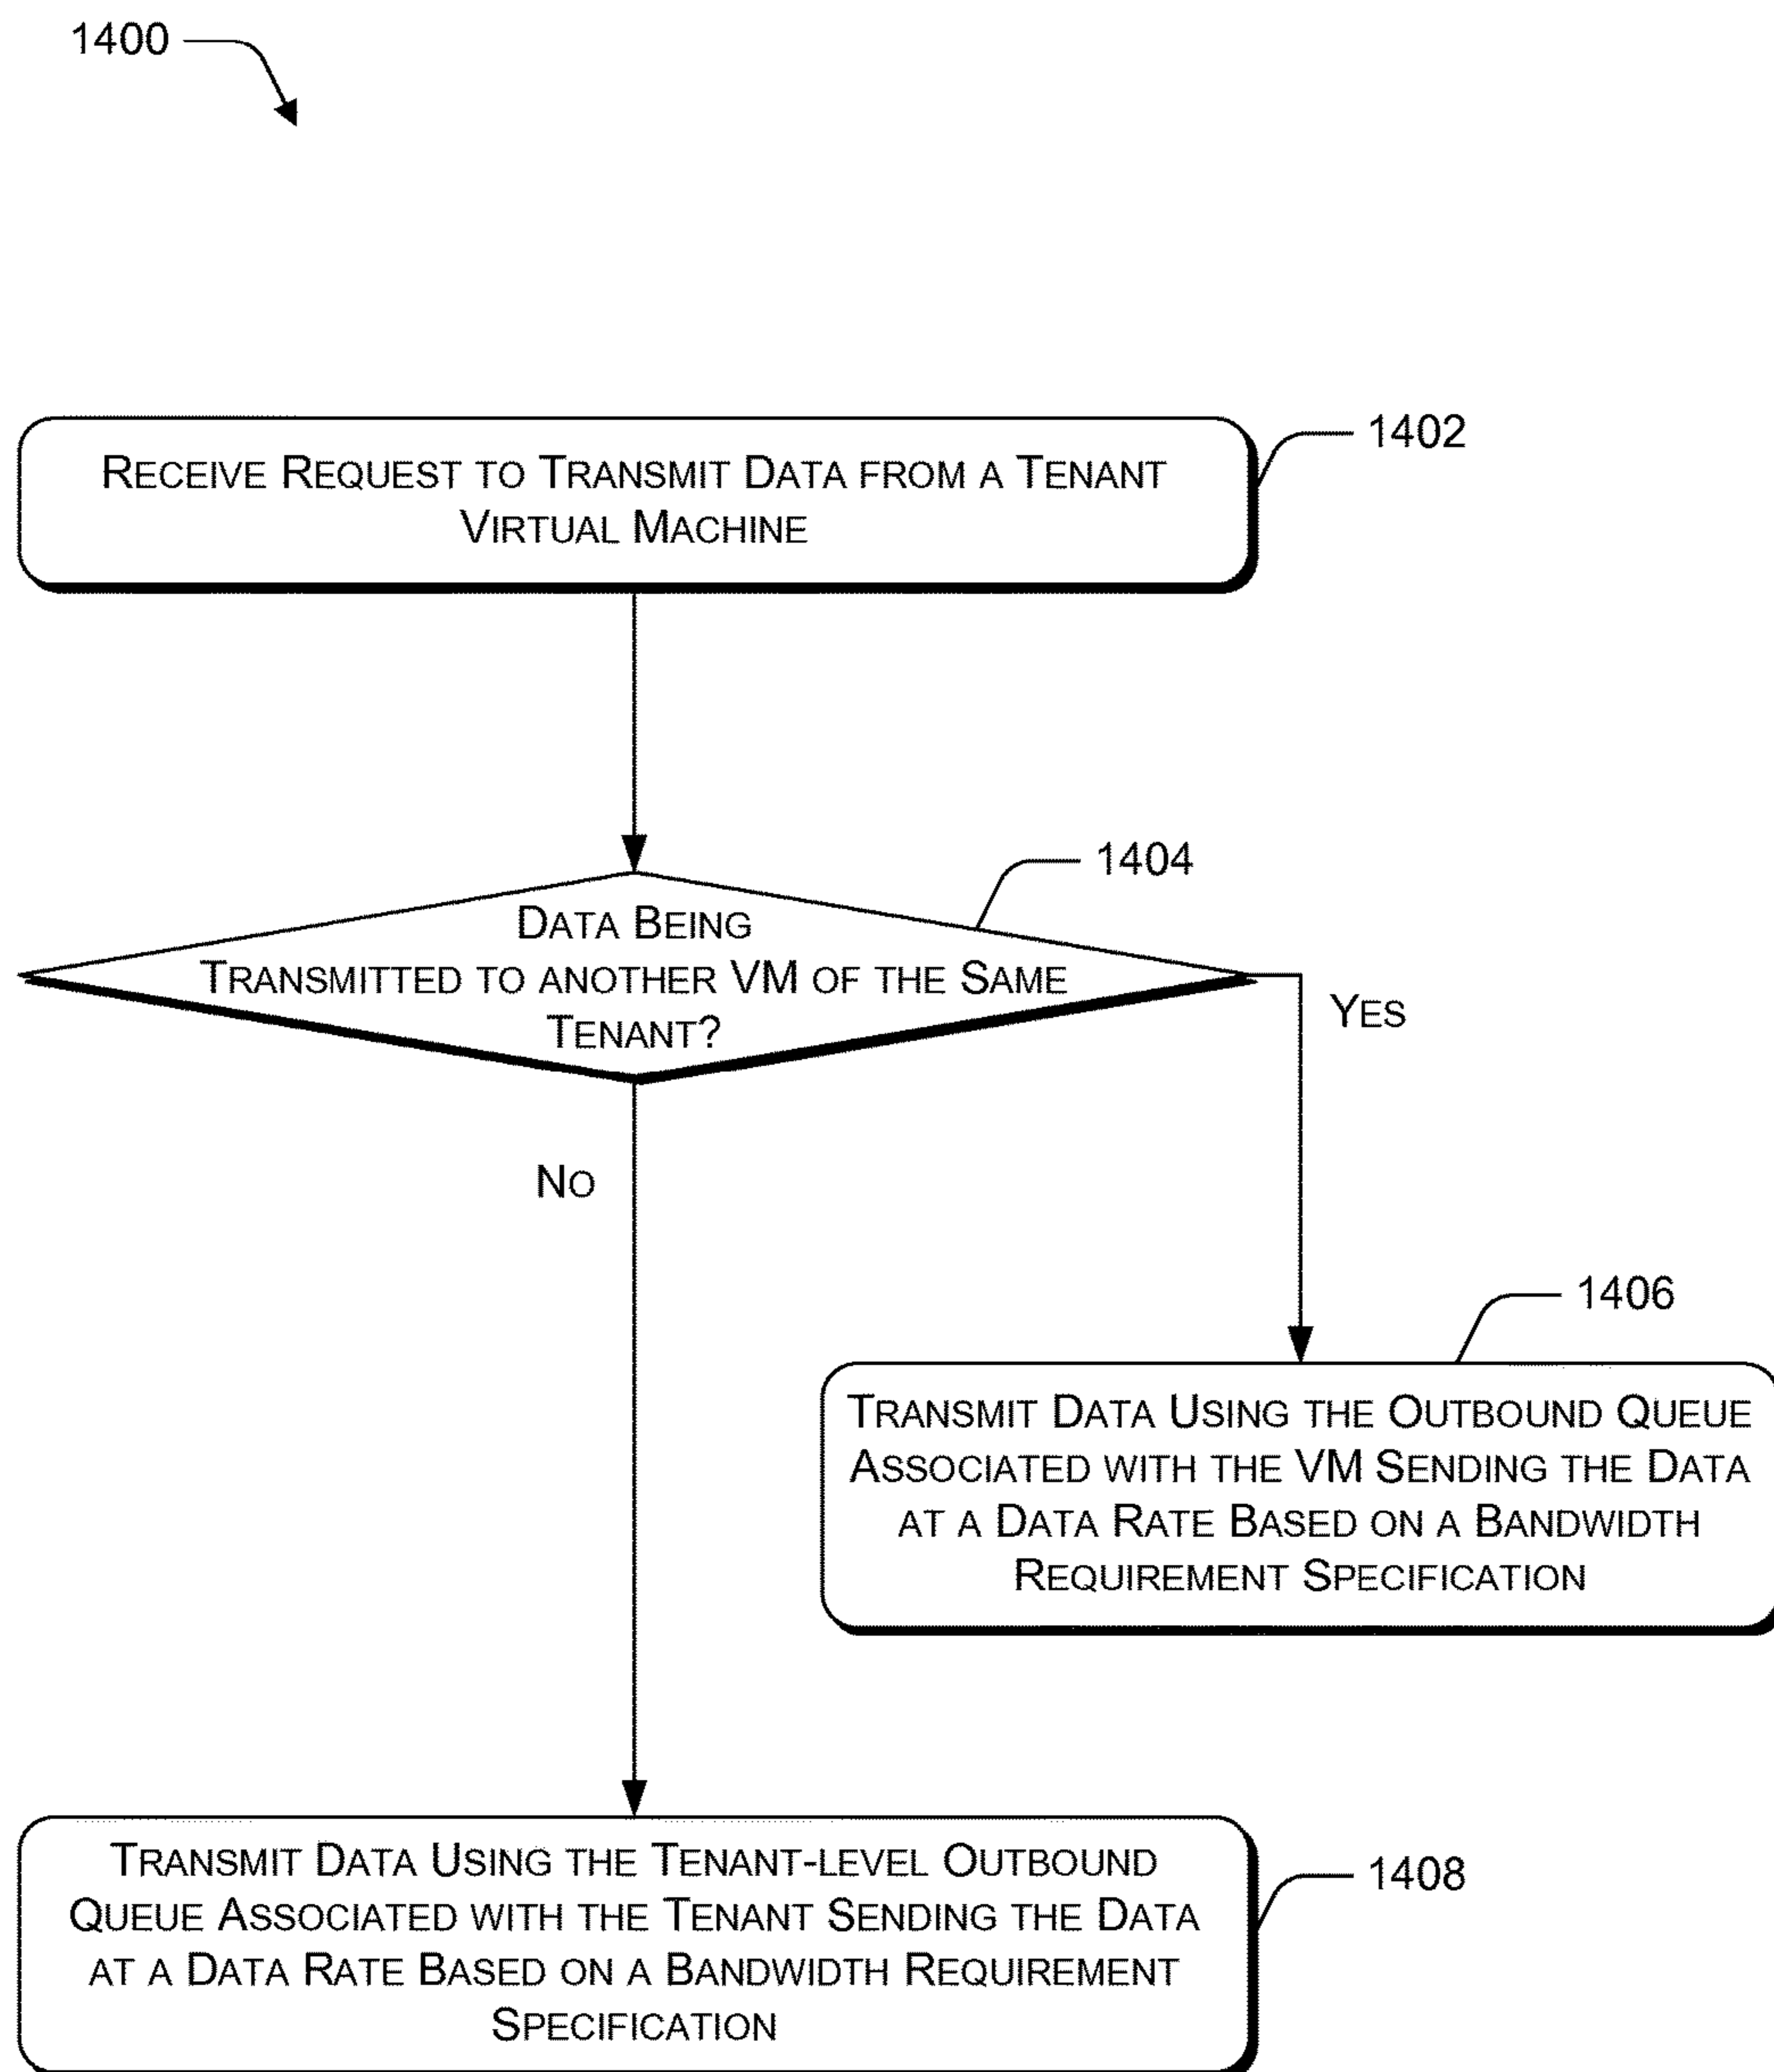 1400
RECEIVE REQUEST TO TRANSMIT DATA FROM A TENANT
VIRTUAL MACHINE
1402
1404
DATA BEING
TRANSMITTED TO ANOTHER VM OF THE SAME
TENANT?
YES
NO
1406
TRANSMIT DATA USING THE OUTBOUND QUEUE
ASSOCIATED WITH THE VM SENDING THE DATA
AT A DATA RATE BASED ON A BANDWIDTH
REQUIREMENT SPECIFICATION
TRANSMIT DATA USING THE TENANT-LEVEL OUTBOUND
QUEUE ASSOCIATED WITH THE TENANT SENDING THE DATA
AT A DATA RATE BASED ON A BANDWIDTH REQUIREMENT
SPECIFICATION
1408